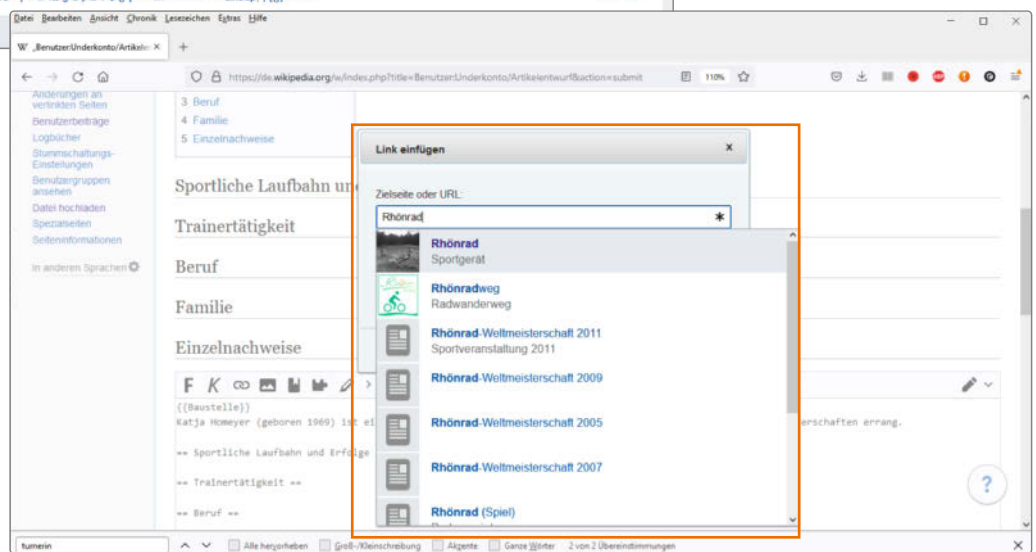 Datei Bearbeiten Ansicht Chronik Lesezeichen Extras Hilfe
W „Benutzer:Underkonto/Artikele ×
https://de.wikipedia.org/w/index.php?title=Benutzer:Underkonto/Artikelentwurf&action=submit 110%
Änderungen an
verlinkten Seiten
Benutzerbeiträge
Logbücher
Stummschaltungs-
Einstellungen
Benutzergruppen
ansehen
Datei hochladen
Spezialseiten
Seiteninformationen
In anderen Sprachen
3 Beruf
4 Familie
5 Einzelnachweise
Sportliche Laufbahn un
Trainertätigkeit
Beruf
Familie
Einzelnachweise
Link einfügen x
Zielseite oder URL:
Rhönrad
Rhönrad
Sportgerät
Rhönradweg
Radwanderweg
Rhönrad-Weltmeisterschaft 2011
Sportveranstaltung 2011
Rhönrad-Weltmeisterschaft 2009
Rhönrad-Weltmeisterschaft 2005
Rhönrad-Weltmeisterschaft 2007
Rhönrad (Spiel)
F K
{{Baustelle}}
Katja Homeyer (geboren 1969) ist ei erschaften errang.
== Sportliche Laufbahn und Erfolge
== Trainertätigkeit ==
== Beruf ==
?
turnerin Alle hervorheben Groß-/Kleinschreibung Akzente Ganze Wörter 2 von 2 Übereinstimmungen